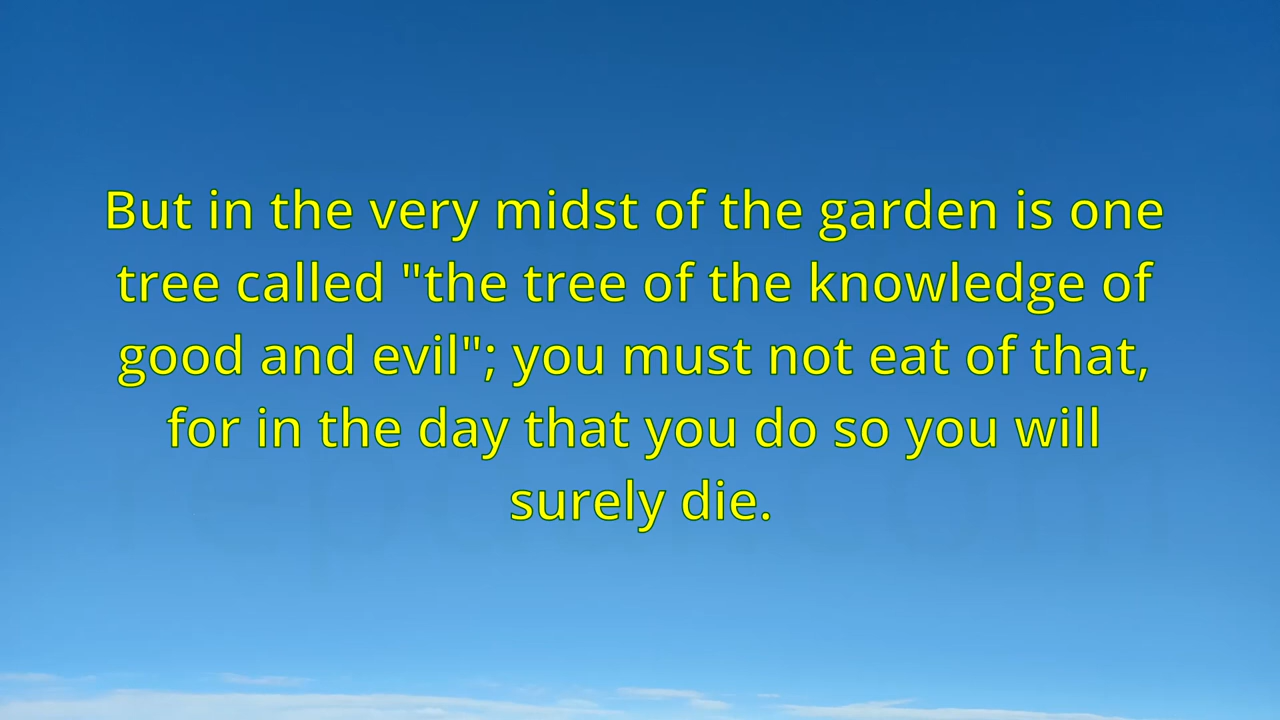 But in the very midst of the garden is one
tree called "the tree of the knowledge of
good and evil"; you must not eat of that,
for in the day that you do so you will
surely die.